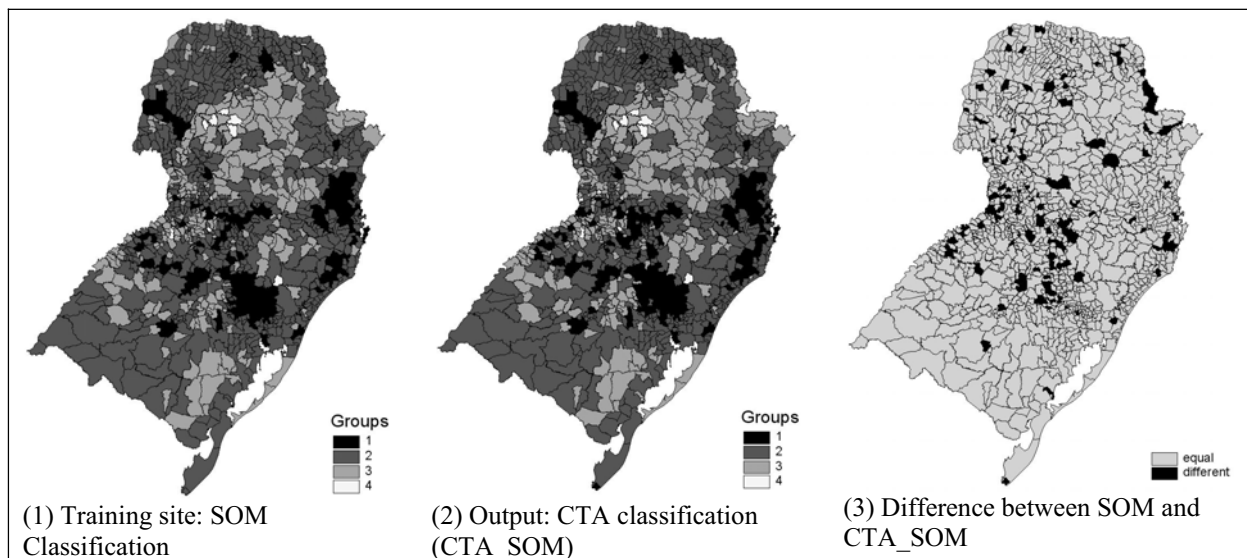 Groups
1
2
3
4
(1) Training site: SOM
Classification
Groups
1
2
3
4
(2) Output: CTA classification
(CTA_SOM)
equal
different
(3) Difference between SOM and
CTA_SOM